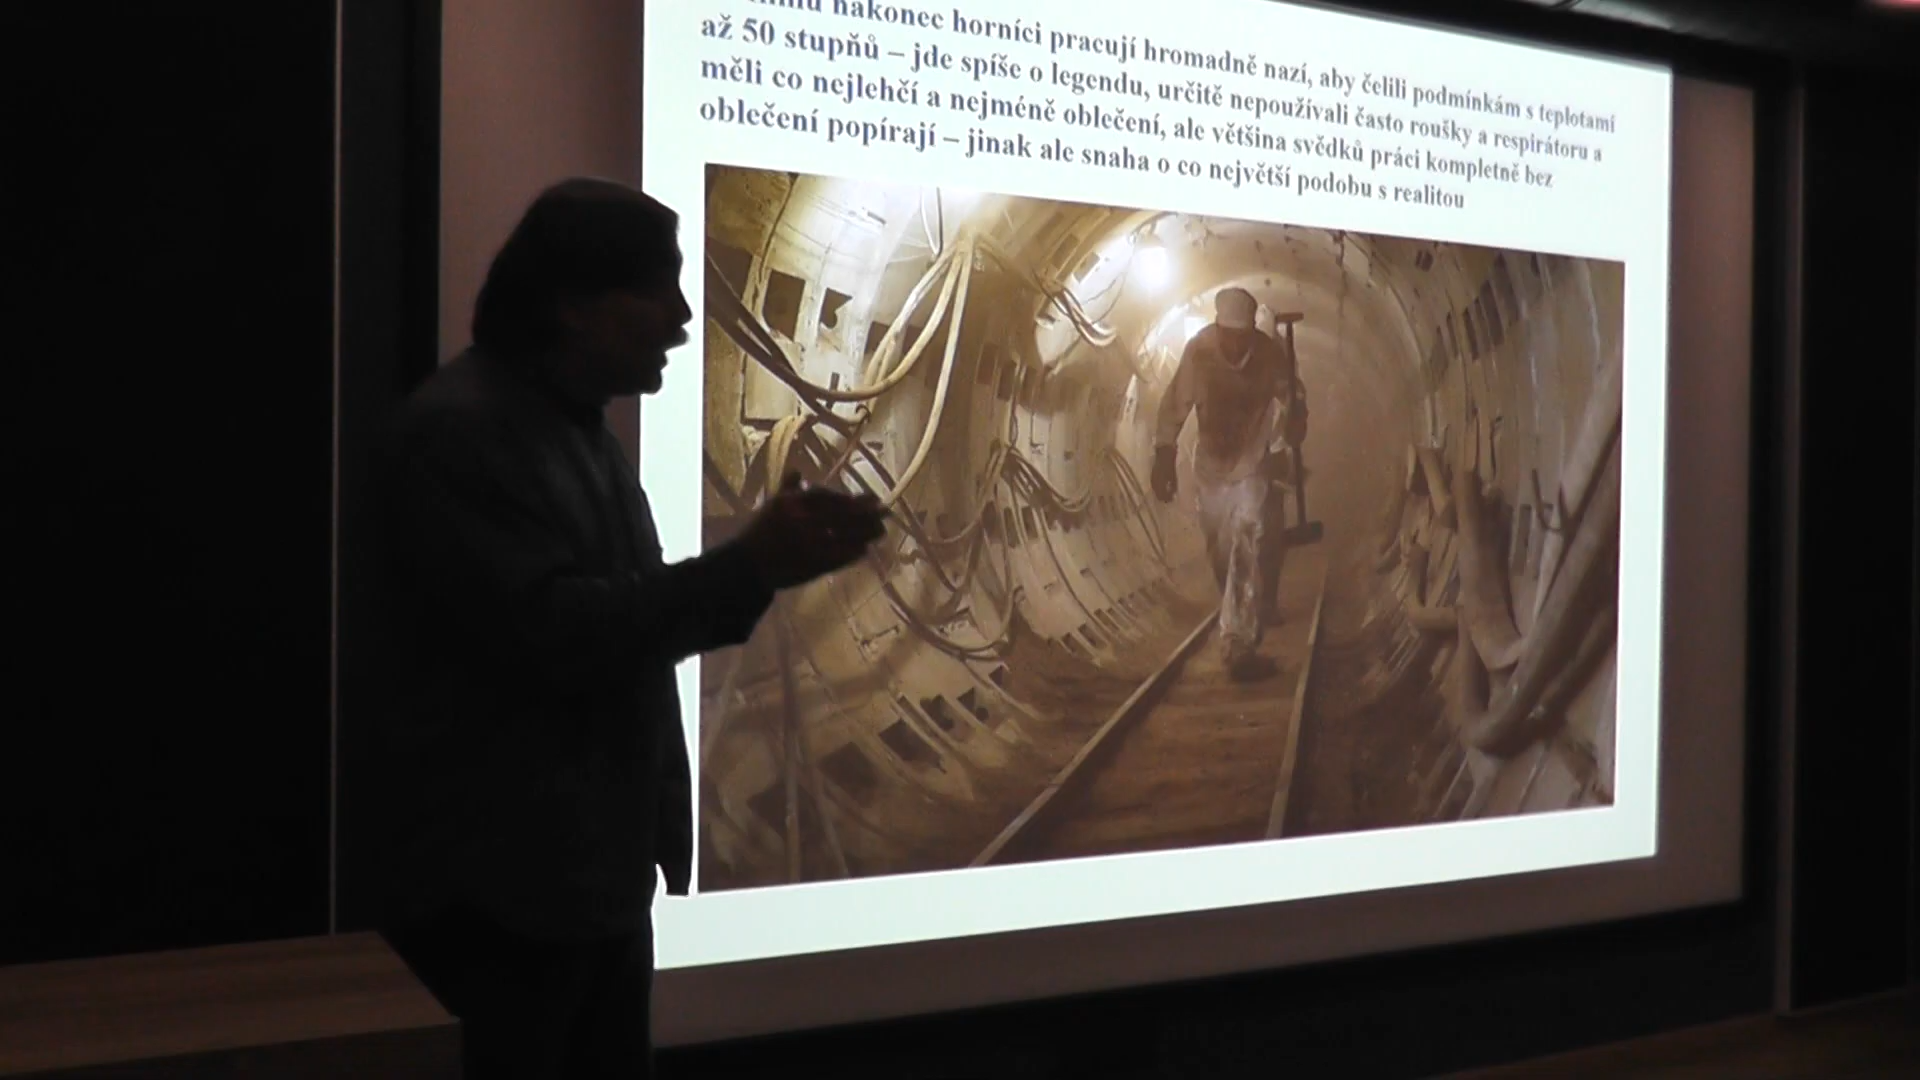 nakonec horníci pracují hromadně nazí, aby čelili podmínkám s teplotami
až 50 stupňů – jde spíše o legendu, určitě nepoužívali často roušky a respirátoru a
měli co nejlehčí a nejméně oblečení, ale většina svědků práci kompletně bez
oblečení popírají – jinak ale snaha o co největší podobu s realitou